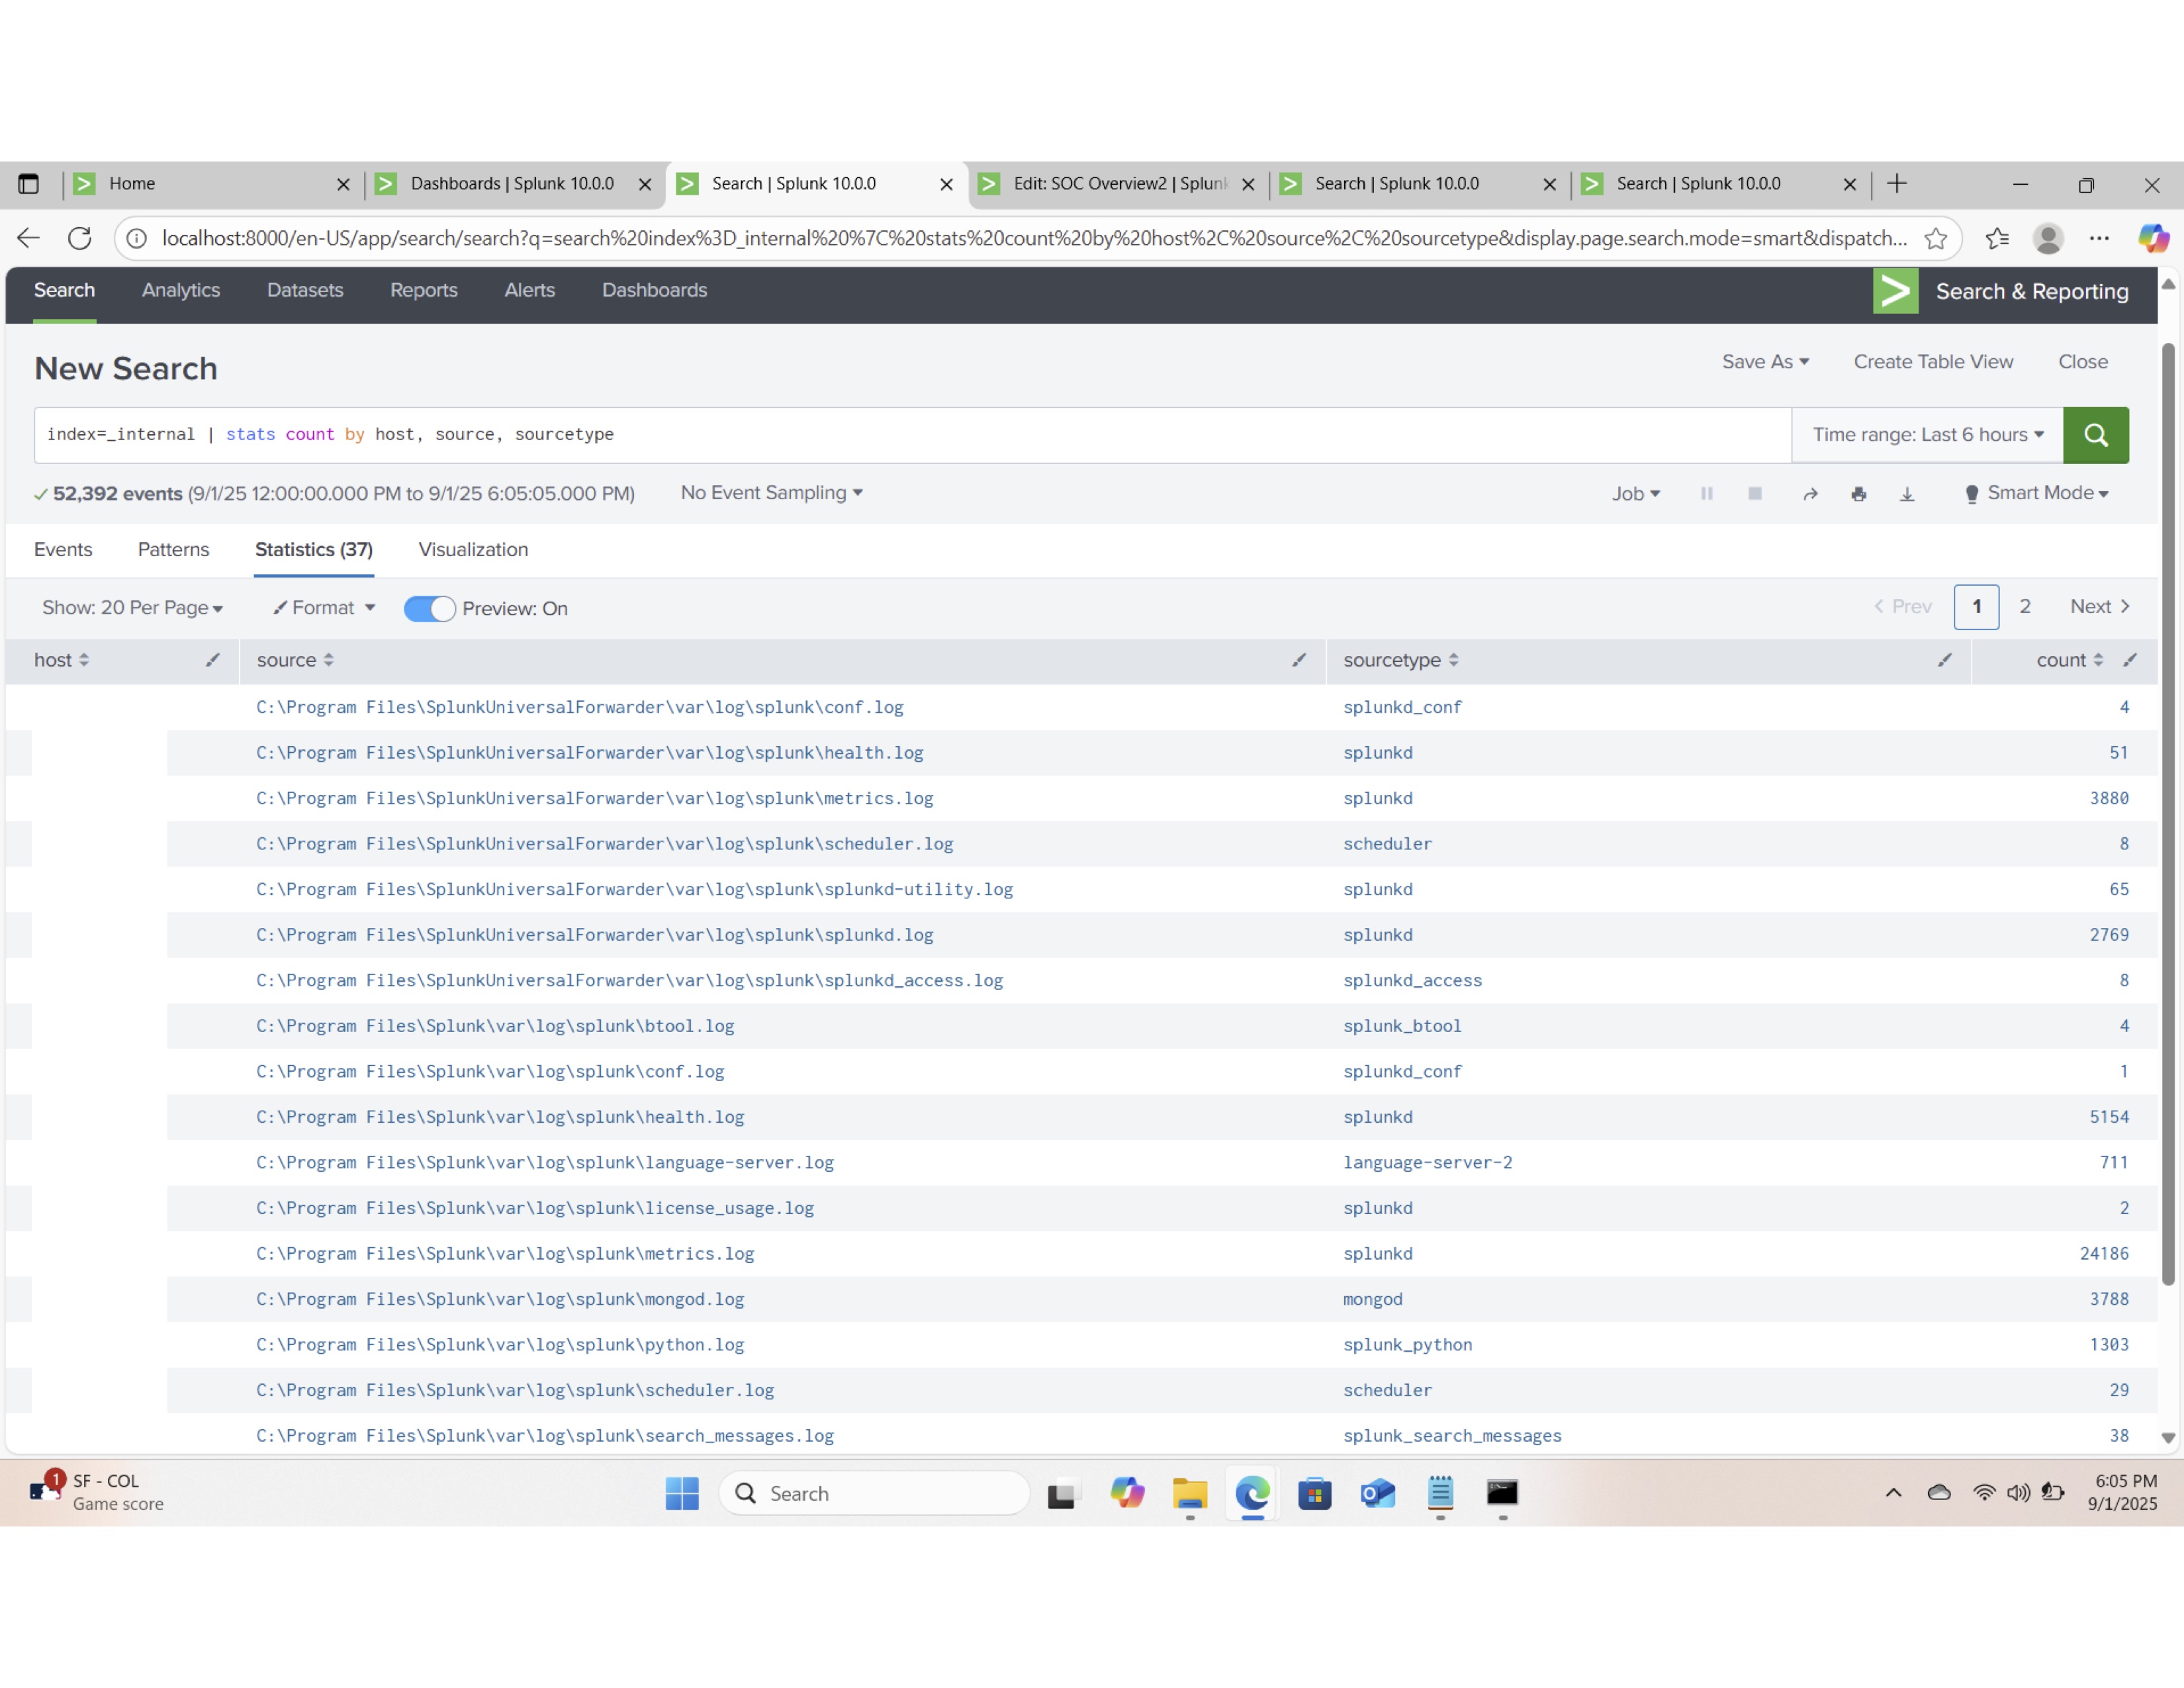 Home
Dashboards | Splunk 10.0.0
Search | Splunk 10.0.0
Edit: SOC Overview2 | Splunk
Search | Splunk 10.0.0
Search | Splunk 10.0.0
localhost:8000/en-US/app/search/search?q=search%20index%3D_internal%20%7C%20stats%20count%20by%20host%2C%20source%2C%20sourcetype&display.page.search.mode=smart&dispatch...
Search Analytics Datasets Reports Alerts Dashboards
Search & Reporting
New Search
Save As Create Table View Close
index=_internal | stats count by host, source, sourcetype
Time range: Last 6 hours
52,392 events (9/1/25 12:00:00.000 PM to 9/1/25 6:05:05.000 PM) No Event Sampling
Job Smart Mode
Events Patterns Statistics (37) Visualization
Show: 20 Per Page Format Preview: On
< Prev 1 2 Next >
host source sourcetype count
C:\Program Files\SplunkUniversalForwarder\var\log\splunk\conf.log splunkd_conf 4
C:\Program Files\SplunkUniversalForwarder\var\log\splunk\health.log splunkd 51
C:\Program Files\SplunkUniversalForwarder\var\log\splunk\metrics.log splunkd 3880
C:\Program Files\SplunkUniversalForwarder\var\log\splunk\scheduler.log scheduler 8
C:\Program Files\SplunkUniversalForwarder\var\log\splunk\splunkd-utility.log splunkd 65
C:\Program Files\SplunkUniversalForwarder\var\log\splunk\splunkd.log splunkd 2769
C:\Program Files\SplunkUniversalForwarder\var\log\splunk\splunkd_access.log splunkd_access 8
C:\Program Files\Splunk\var\log\splunk\btool.log splunk_btool 4
C:\Program Files\Splunk\var\log\splunk\conf.log splunkd_conf 1
C:\Program Files\Splunk\var\log\splunk\health.log splunkd 5154
C:\Program Files\Splunk\var\log\splunk\language-server.log language-server-2 711
C:\Program Files\Splunk\var\log\splunk\license_usage.log splunkd 2
C:\Program Files\Splunk\var\log\splunk\metrics.log splunkd 24186
C:\Program Files\Splunk\var\log\splunk\mongod.log mongod 3788
C:\Program Files\Splunk\var\log\splunk\python.log splunk_python 1303
C:\Program Files\Splunk\var\log\splunk\scheduler.log scheduler 29
C:\Program Files\Splunk\var\log\splunk\search_messages.log splunk_search_messages 38
1
SF - COL
Game score
Search
6:05 PM
9/1/2025